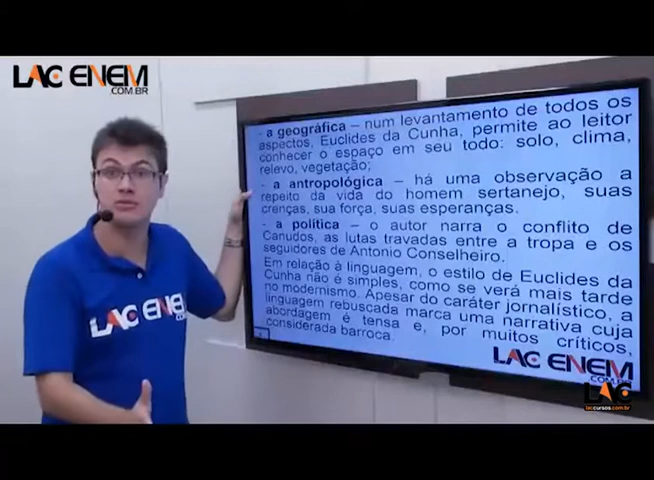 LAC ENEM
.COM.BR
- a geográfica – num levantamento de todos os
aspectos, Euclides da Cunha, permite ao leitor
conhecer o espaço em seu todo: solo, clima,
relevo, vegetação;
- a antropológica – há uma observação a
repeito da vida do homem sertanejo, suas
crenças, sua força, suas esperanças.
- a política – o autor narra o conflito de
Canudos, as lutas travadas entre a tropa e os
seguidores de Antonio Conselheiro.
Em relação à linguagem, o estilo de Euclides da
Cunha não é simples, como se verá mais tarde
no modernismo. Apesar do caráter jornalístico, a
linguagem rebuscada marca uma narrativa cuja
abordagem é tensa e, por muitos críticos,
considerada barroca.
LAC ENEM
.COM.BR
LAC ENEM
.COM.BR
LAC
laccursos.com.br